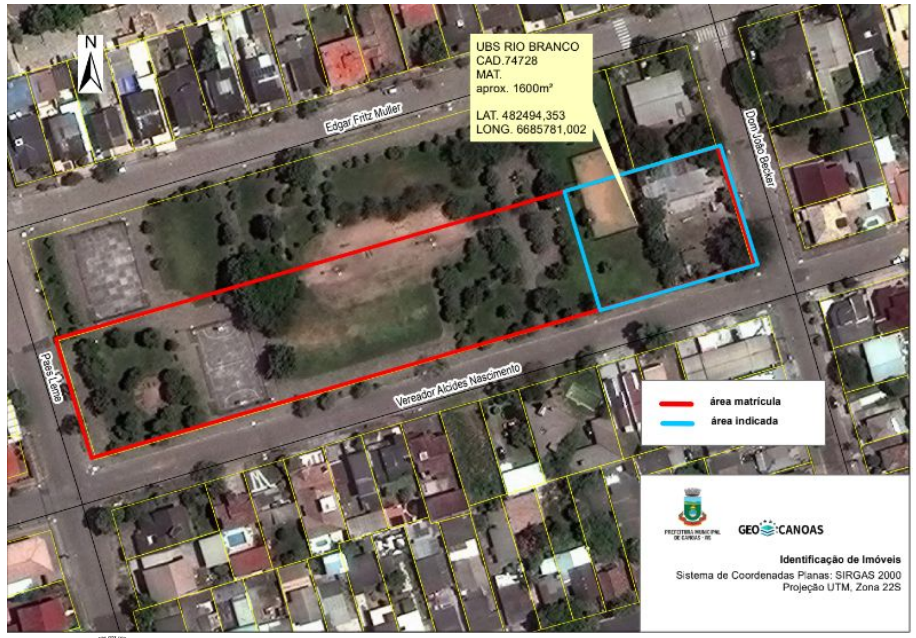 N
UBS RIO BRANCO
CAD.74728
MAT.
aprox. 1600m²
LAT. 482494,353
LONG. 6685781,002
Edgar Fritz Muller
Dom João Becker
Paes Leme
Vereador Alcides Nascimento
área matrícula
área indicada
PREFEITURA MUNICIPAL
DE CANOAS - RS
GEO CANOAS
Identificação de Imóveis
Sistema de Coordenadas Planas: SIRGAS 2000
Projeção UTM, Zona 22S